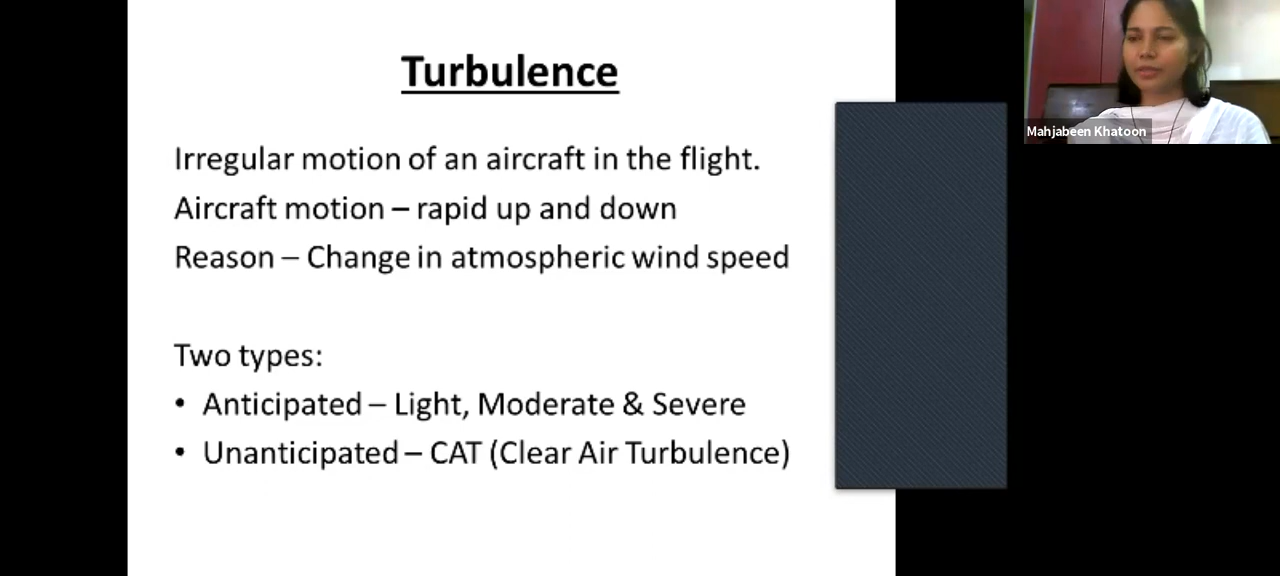 Turbulence
Irregular motion of an aircraft in the flight.
Aircraft motion – rapid up and down
Reason – Change in atmospheric wind speed
Two types:
• Anticipated – Light, Moderate & Severe
• Unanticipated – CAT (Clear Air Turbulence)
Mahjabeen Khatoon